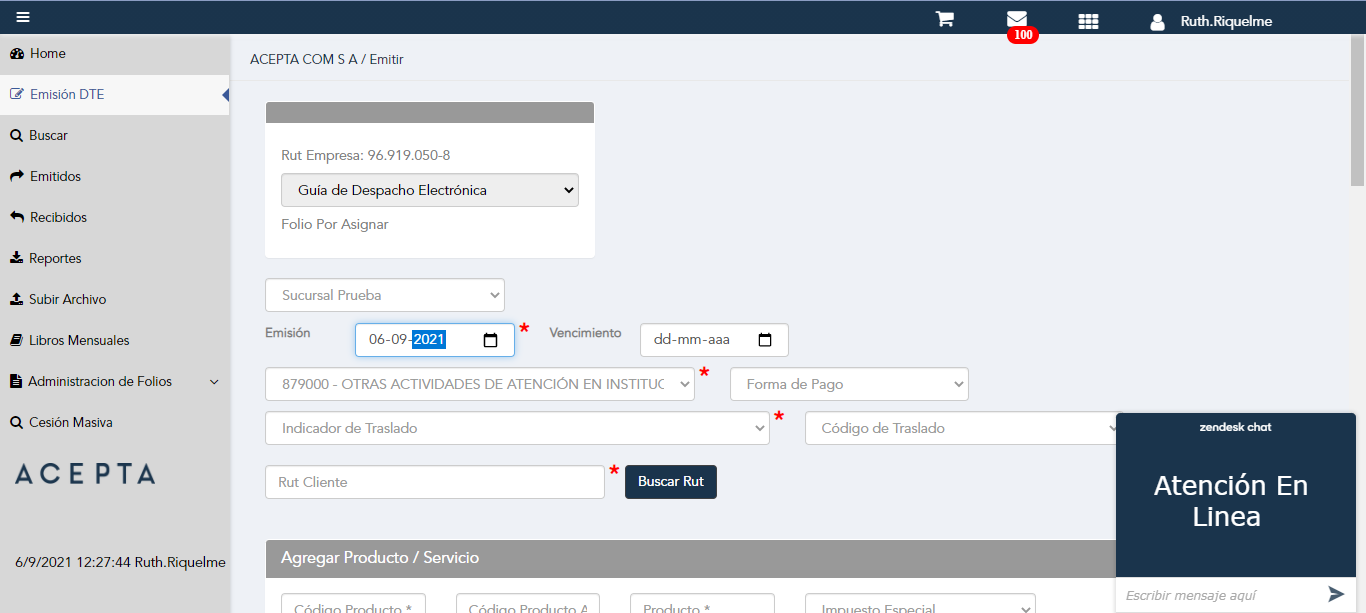 100
Ruth.Riquelme
Home
Emisión DTE
Buscar
Emitidos
Recibidos
Reportes
Subir Archivo
Libros Mensuales
Administracion de Folios
Cesión Masiva
ACEPTA
6/9/2021 12:27:44 Ruth.Riquelme
ACEPTA COM S A / Emitir
Rut Empresa: 96.919.050-8
Guía de Despacho Electrónica
Folio Por Asignar
Sucursal Prueba
Emisión 06-09-2021 * Vencimiento dd-mm-aaa
879000 - OTRAS ACTIVIDADES DE ATENCIÓN EN INSTITUC * Forma de Pago
Indicador de Traslado * Código de Traslado
Rut Cliente * Buscar Rut
Agregar Producto / Servicio
Código Producto * Código Producto A Producto * Impuesto Especial
zendesk chat
Atención En
Linea
Escribir mensaje aquí